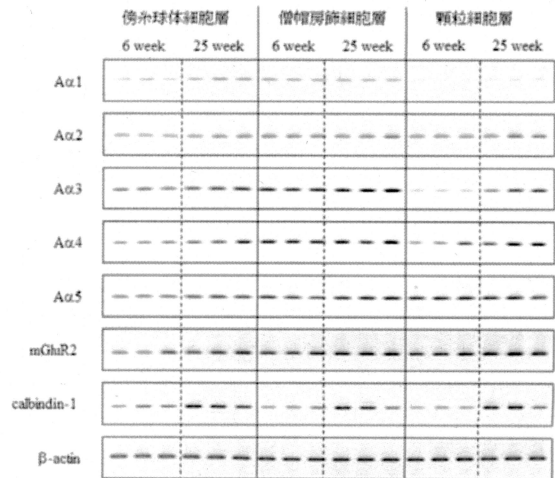 傍糸球体細胞層 僧帽房飾細胞層 顆粒細胞層
6 week 25 week 6 week 25 week 6 week 25 week
Aα1
Aα2
Aα3
Aα4
Aα5
mGluR2
calbindin-1
β-actin